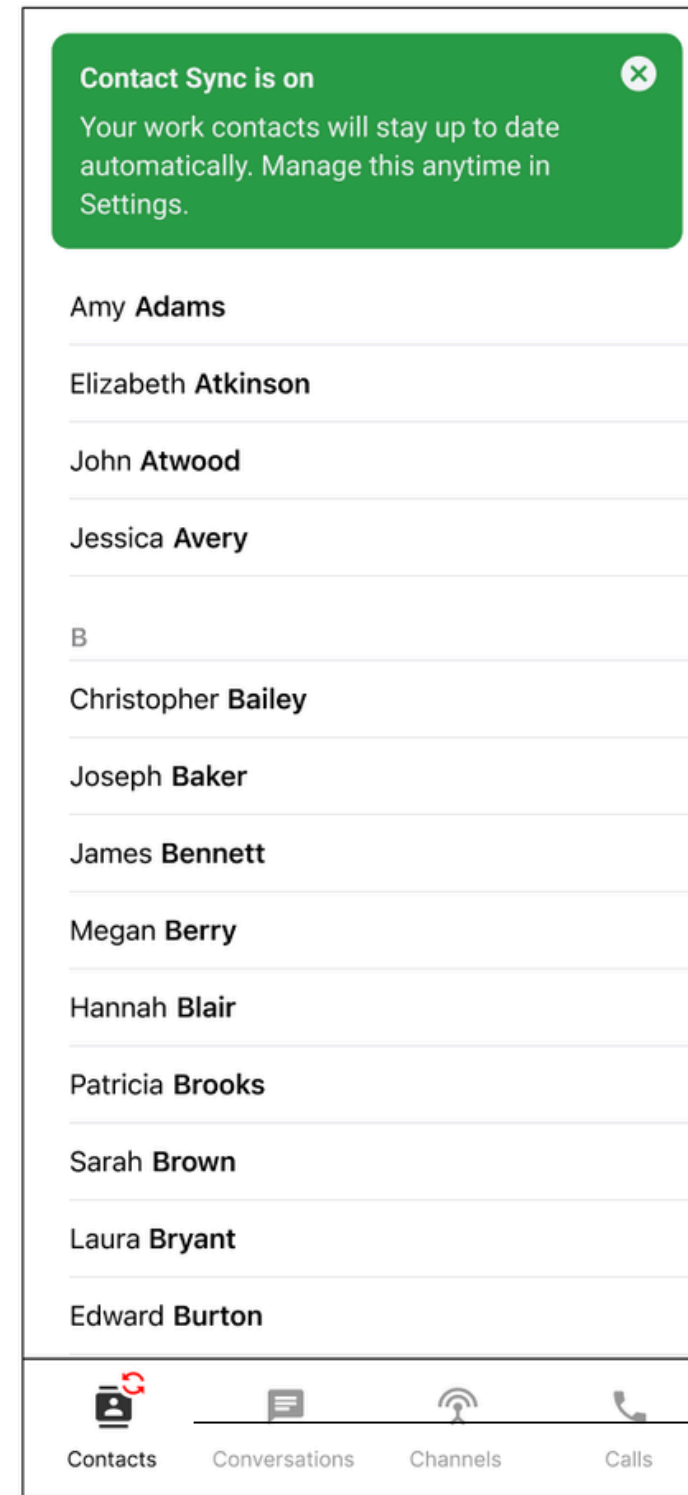 Contact Sync is on
Your work contacts will stay up to date
automatically. Manage this anytime in
Settings.
Amy Adams
Elizabeth Atkinson
John Atwood
Jessica Avery
B
Christopher Bailey
Joseph Baker
James Bennett
Megan Berry
Hannah Blair
Patricia Brooks
Sarah Brown
Laura Bryant
Edward Burton
Contacts Conversations Channels Calls